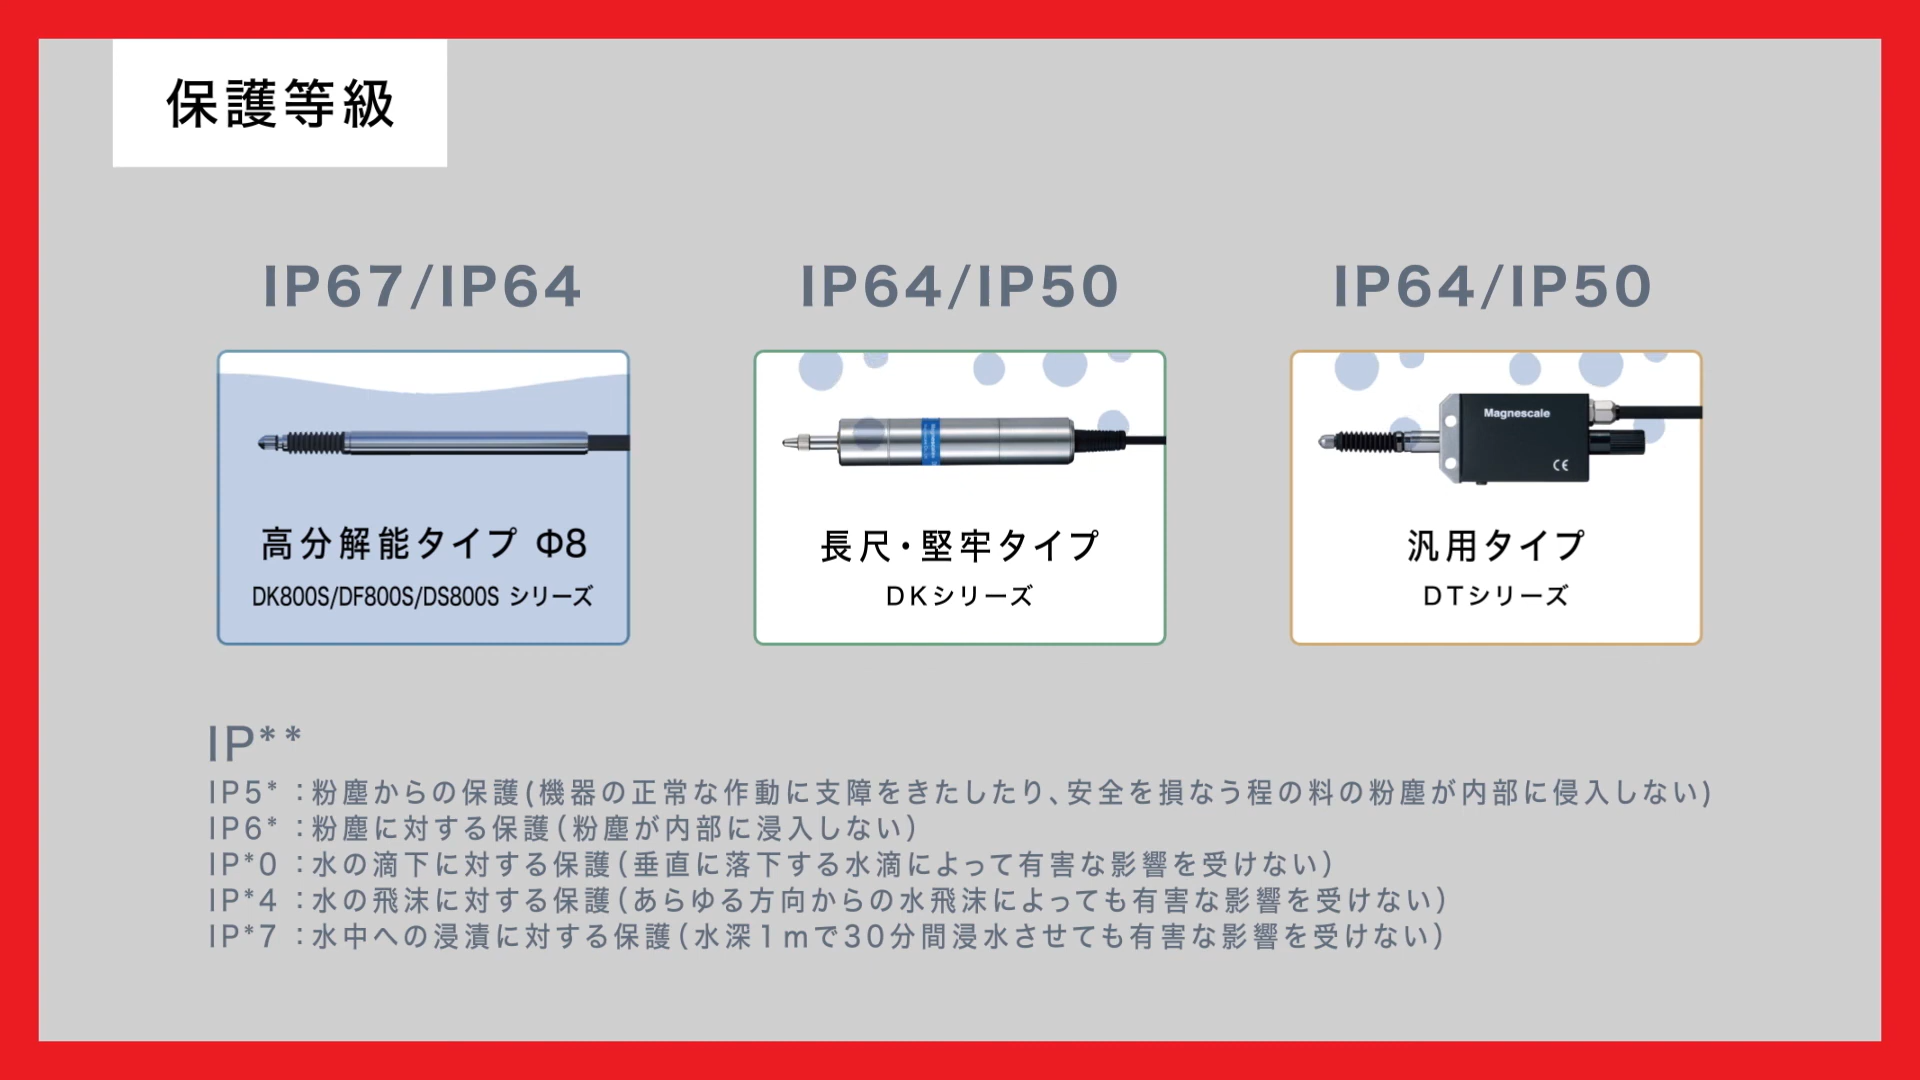 保護等級
IP67/IP64
IP64/IP50
IP64/IP50
Magnescale
CE
高分解能タイプ Φ8
DK800S/DF800S/DS800S シリーズ
長尺・堅牢タイプ
DKシリーズ
汎用タイプ
DTシリーズ
IP**
IP5* ：粉塵からの保護(機器の正常な作動に支障をきたしたり、安全を損なう程の料の粉塵が内部に侵入しない)
IP6* ：粉塵に対する保護(粉塵が内部に浸入しない)
IP*0 ：水の滴下に対する保護(垂直に落下する水滴によって有害な影響を受けない)
IP*4 ：水の飛沫に対する保護(あらゆる方向からの水飛沫によっても有害な影響を受けない)
IP*7 ：水中への浸漬に対する保護(水深1mで30分間浸水させても有害な影響を受けない)